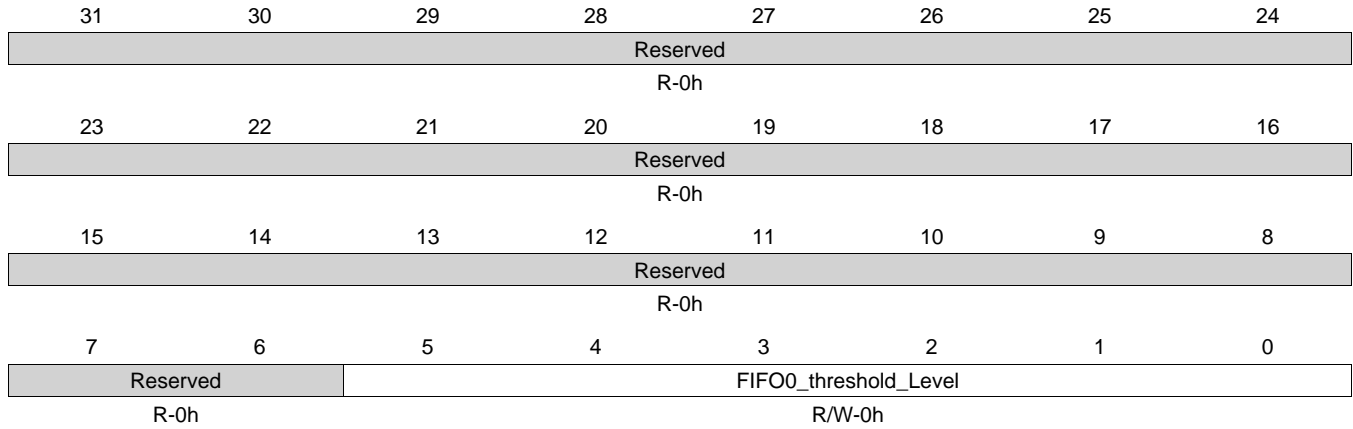 31 30 29 28 27 26 25 24
Reserved
R-0h
23 22 21 20 19 18 17 16
Reserved
R-0h
15 14 13 12 11 10 9 8
Reserved
R-0h
7 6 5 4 3 2 1 0
Reserved FIFO0_threshold_Level
R-0h R/W-0h